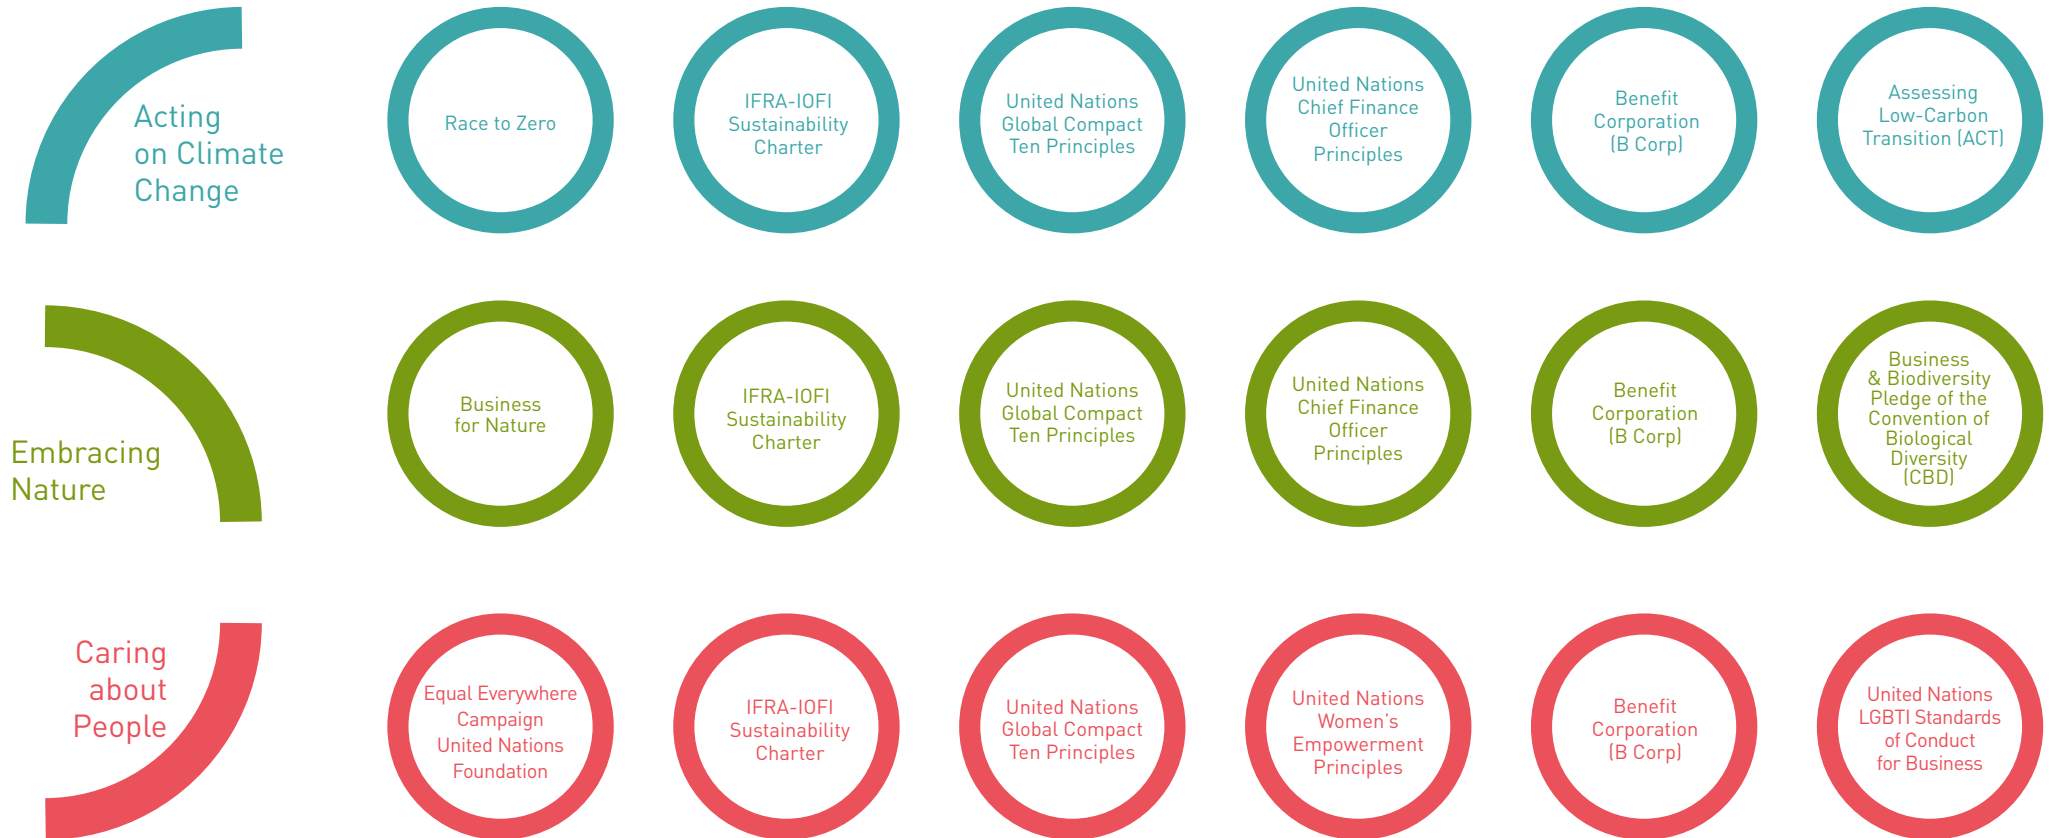 Acting
on Climate
Change
Race to Zero
IFRA-IOFI
Sustainability
Charter
United Nations
Global Compact
Ten Principles
United Nations
Chief Finance
Officer
Principles
Benefit
Corporation
(B Corp)
Assessing
Low-Carbon
Transition (ACT)
Embracing
Nature
Business
for Nature
IFRA-IOFI
Sustainability
Charter
United Nations
Global Compact
Ten Principles
United Nations
Chief Finance
Officer
Principles
Benefit
Corporation
(B Corp)
Business
& Biodiversity
Pledge of the
Convention of
Biological
Diversity
(CBD)
Caring
about
People
Equal Everywhere
Campaign
United Nations
Foundation
IFRA-IOFI
Sustainability
Charter
United Nations
Global Compact
Ten Principles
United Nations
Women's
Empowerment
Principles
Benefit
Corporation
(B Corp)
United Nations
LGBTI Standards
of Conduct
for Business